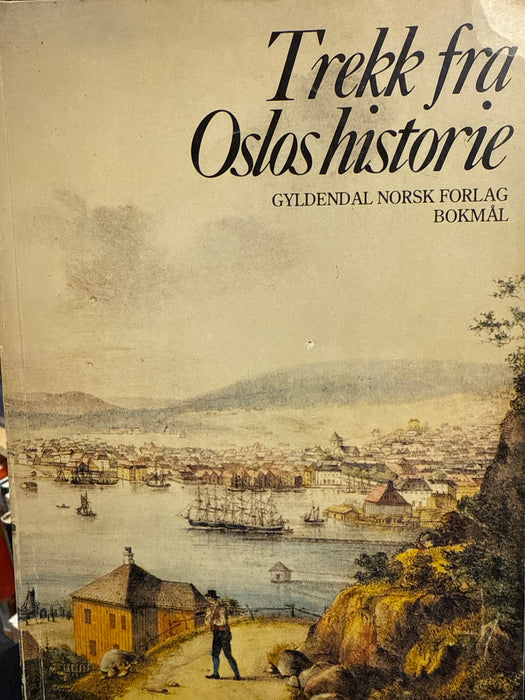 Trekk fra
Oslos historie
GYLDENDAL NORSK FORLAG
BOKMÅL